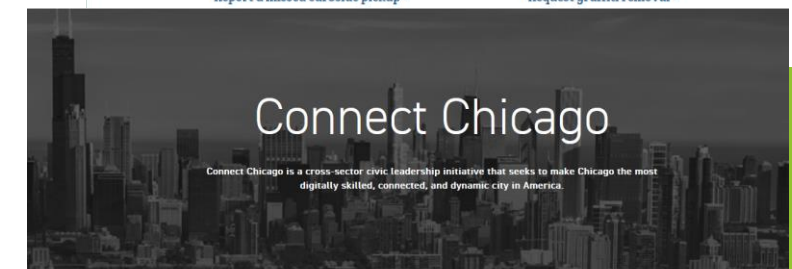 Connect Chicago
Connect Chicago is a cross-sector civic leadership initiative that seeks to make Chicago the most
digitally skilled, connected, and dynamic city in America.